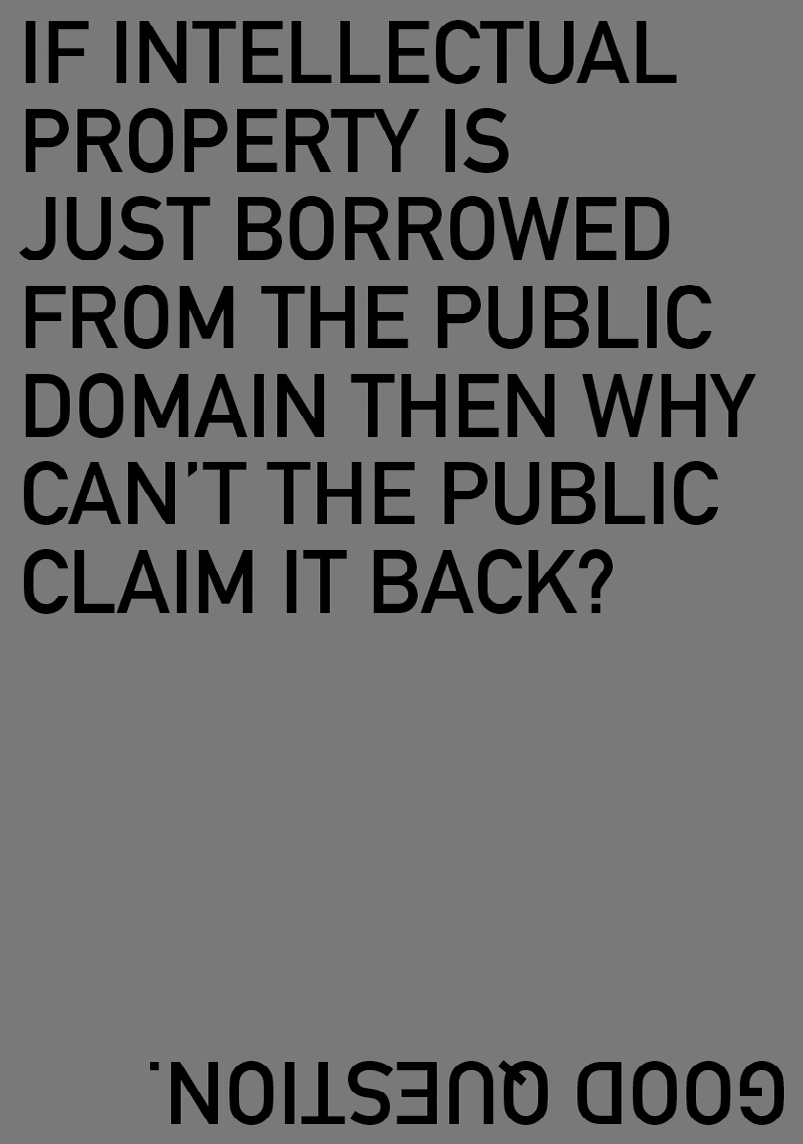 IF INTELLECTUAL
PROPERTY IS
JUST BORROWED
FROM THE PUBLIC
DOMAIN THEN WHY
CAN'T THE PUBLIC
CLAIM IT BACK?
GOOD QUESTION.